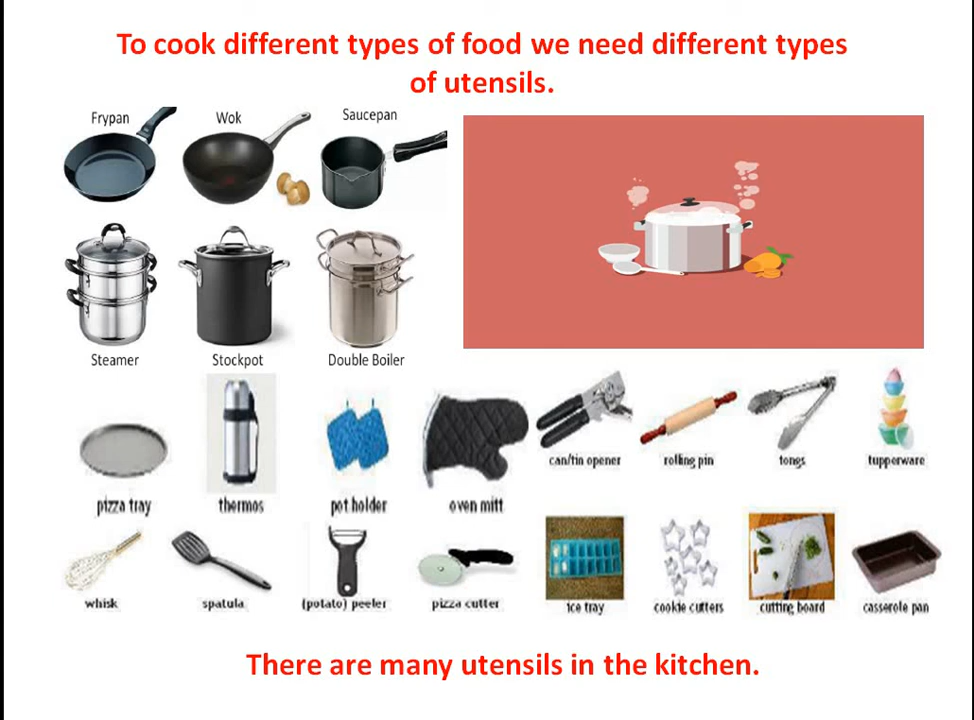 To cook different types of food we need different types
of utensils.
Frypan Wok Saucepan
Steamer Stockpot Double Boiler
can/tin opener rolling pin tongs tupperware
pizza tray thermos pot holder oven mitt
whisk spatula (potato) peeler pizza cutter ice tray cookie cutters cutting board casserole pan
There are many utensils in the kitchen.